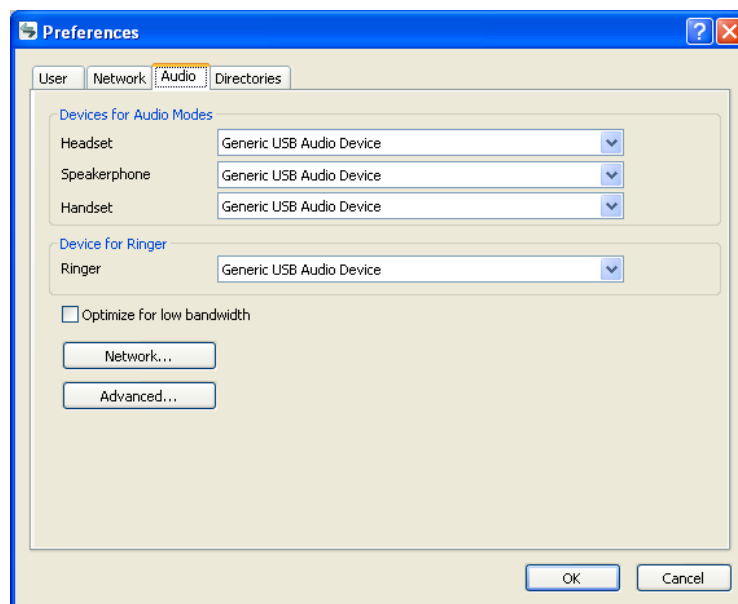 Preferences
User Network Audio Directories
Devices for Audio Modes
Headset Generic USB Audio Device
Speakerphone Generic USB Audio Device
Handset Generic USB Audio Device
Device for Ringer
Ringer Generic USB Audio Device
Optimize for low bandwidth
Network...
Advanced...
OK Cancel